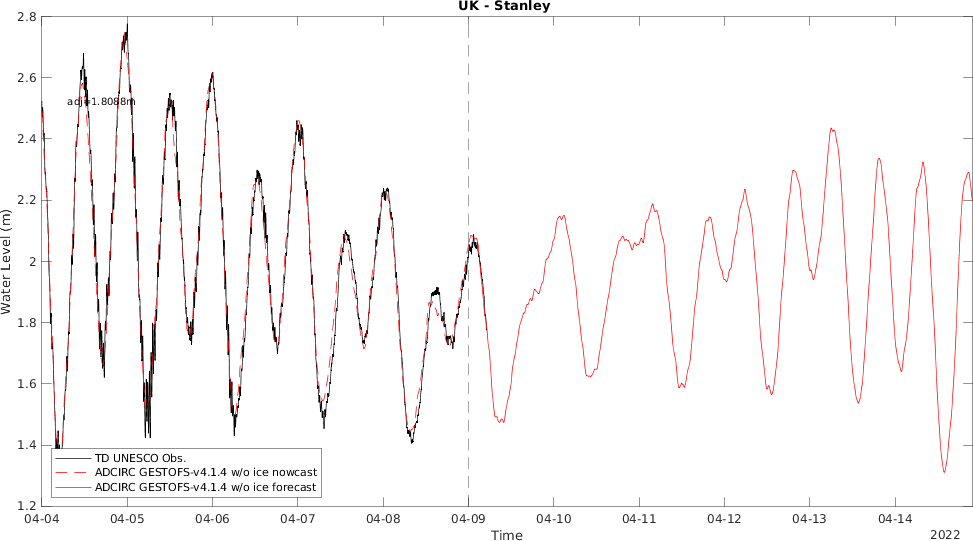 UK - Stanley
2.8
2.6
2.4
2.2
2
1.8
1.6
1.4
1.2
Water Level (m)
adj=1.8088m
TD UNESCO Obs.
ADCIRC GESTOFS-v4.1.4 w/o ice nowcast
ADCIRC GESTOFS-v4.1.4 w/o ice forecast
04-04 04-05 04-06 04-07 04-08 04-09 04-10 04-11 04-12 04-13 04-14
Time
2022